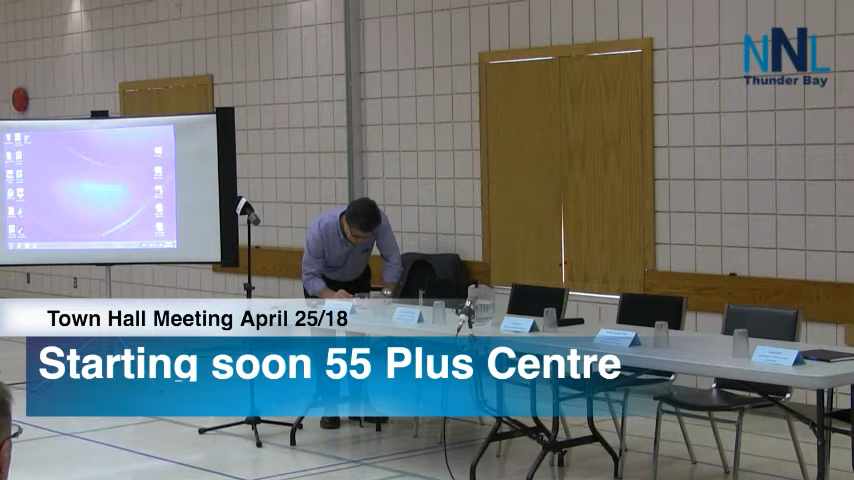 NNL
Thunder Bay
Town Hall Meeting April 25/18
Starting soon 55 Plus Centre